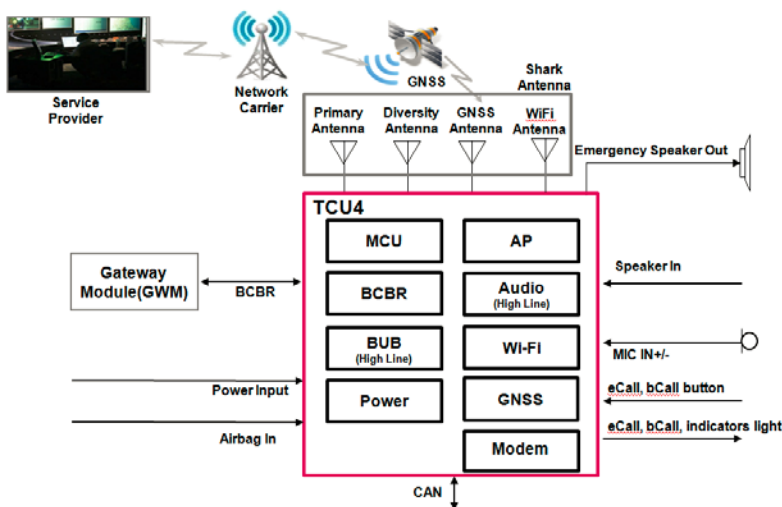 GNSS
Service
Provider
Network
Carrier
Shark
Antenna
Primary
Antenna
Diversity
Antenna
GNSS
Antenna
WiFi
Antenna
Emergency Speaker Out
TCU4
MCU
AP
Gateway
Module(GWM)
BCBR
BCBR
Audio
(High Line)
Speaker In
BUB
(High Line)
Wi-Fi
MIC IN+/-
Power Input
Power
GNSS
eCall, bCall button
Airbag In
Modem
eCall, bCall, indicators light
CAN